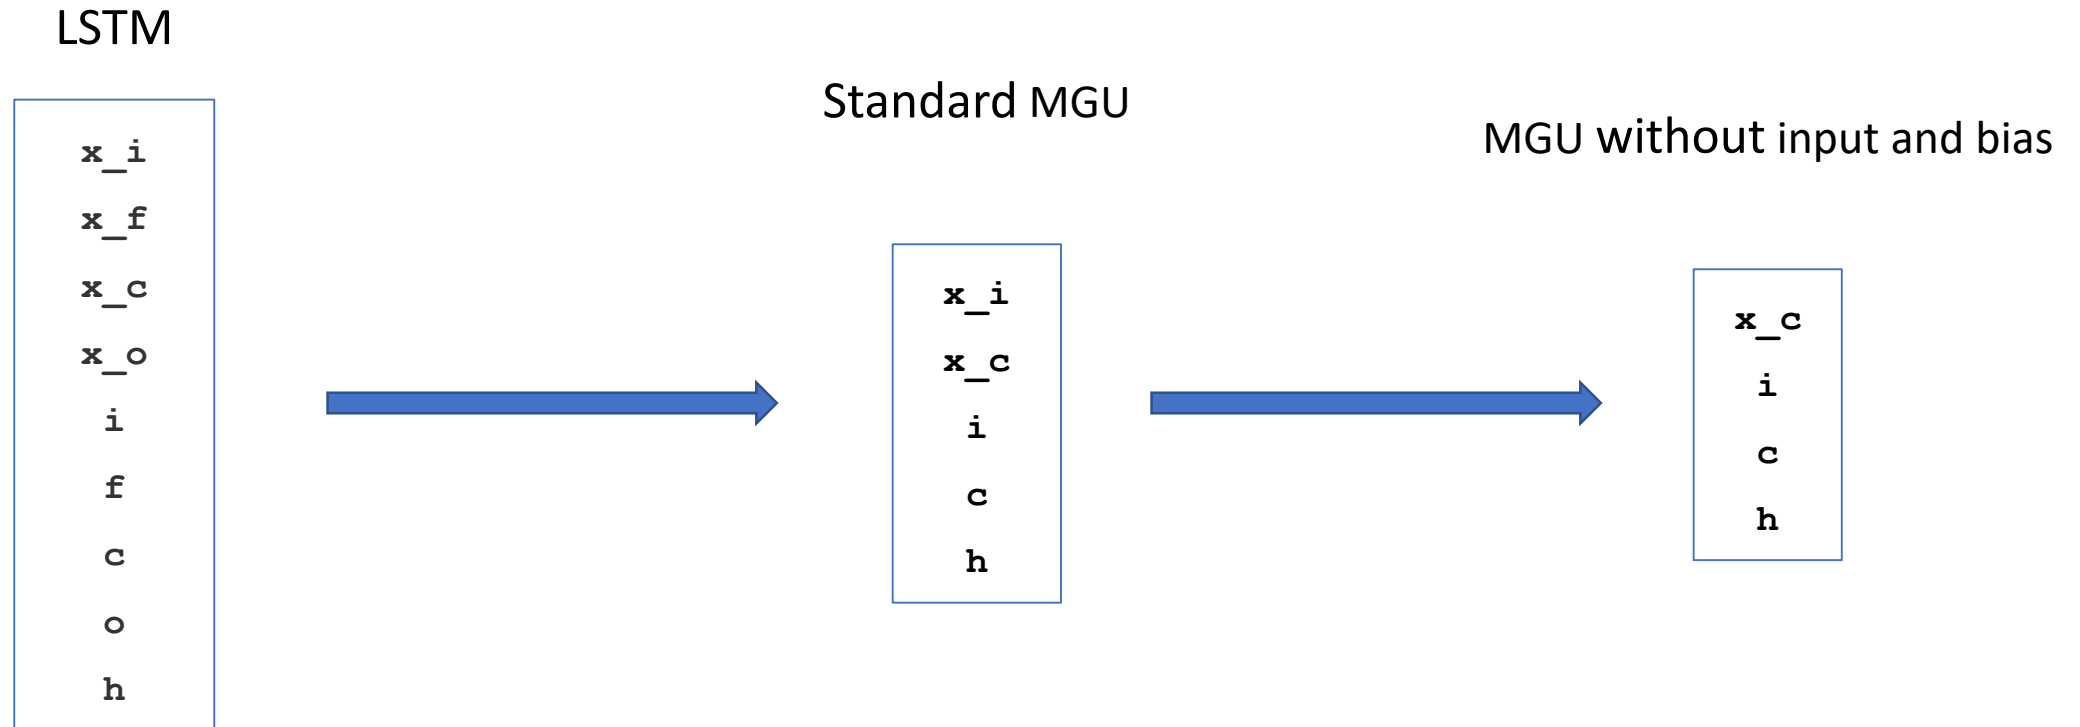 LSTM
x_i
x_f
x_c
x_o
i
f
c
o
h
Standard MGU
x_i
x_c
i
c
h
MGU without input and bias
x_c
i
c
h